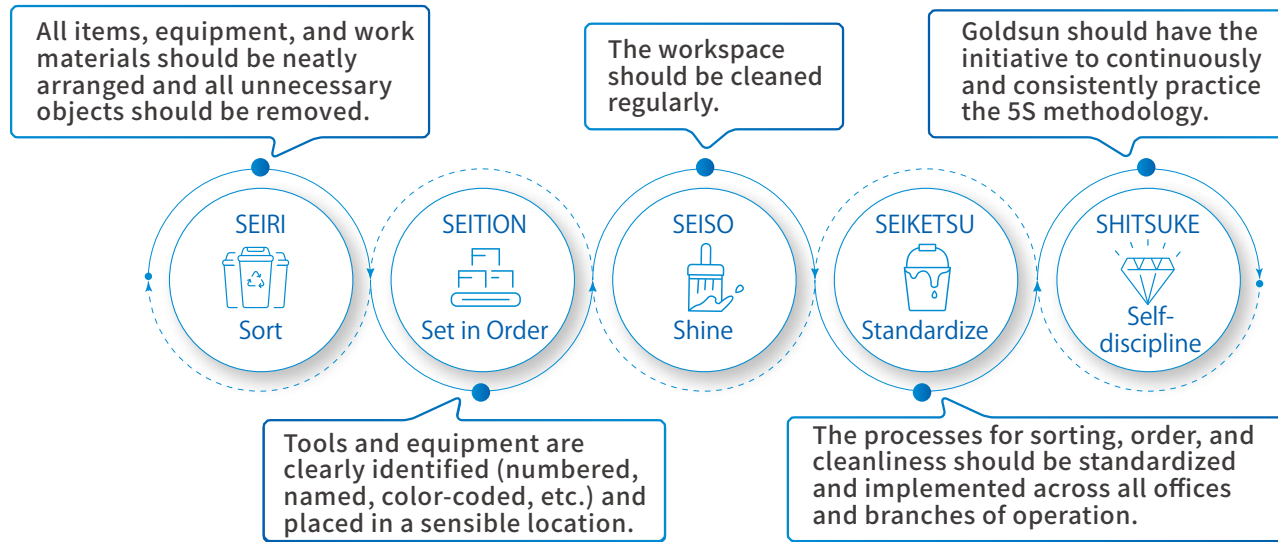 All items, equipment, and work
materials should be neatly
arranged and all unnecessary
objects should be removed.
The workspace
should be cleaned
regularly.
Goldsun should have the
initiative to continuously
and consistently practice
the 5S methodology.
SEIRI
Sort
SEITION
Set in Order
SEISO
Shine
SEIKETSU
Standardize
SHITSUKE
Self-
discipline
Tools and equipment are
clearly identified (numbered,
named, color-coded, etc.) and
placed in a sensible location.
The processes for sorting, order, and
cleanliness should be standardized
and implemented across all offices
and branches of operation.